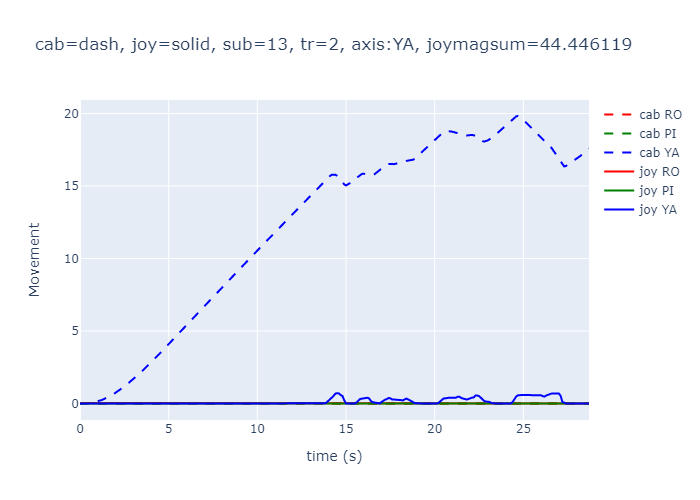 cab=dash, joy=solid, sub=13, tr=2, axis:YA, joymagsum=44.446119
20
15
10
5
0
Movement
0
5
10
15
20
25
time (s)
cab RO
cab PI
cab YA
joy RO
joy PI
joy YA